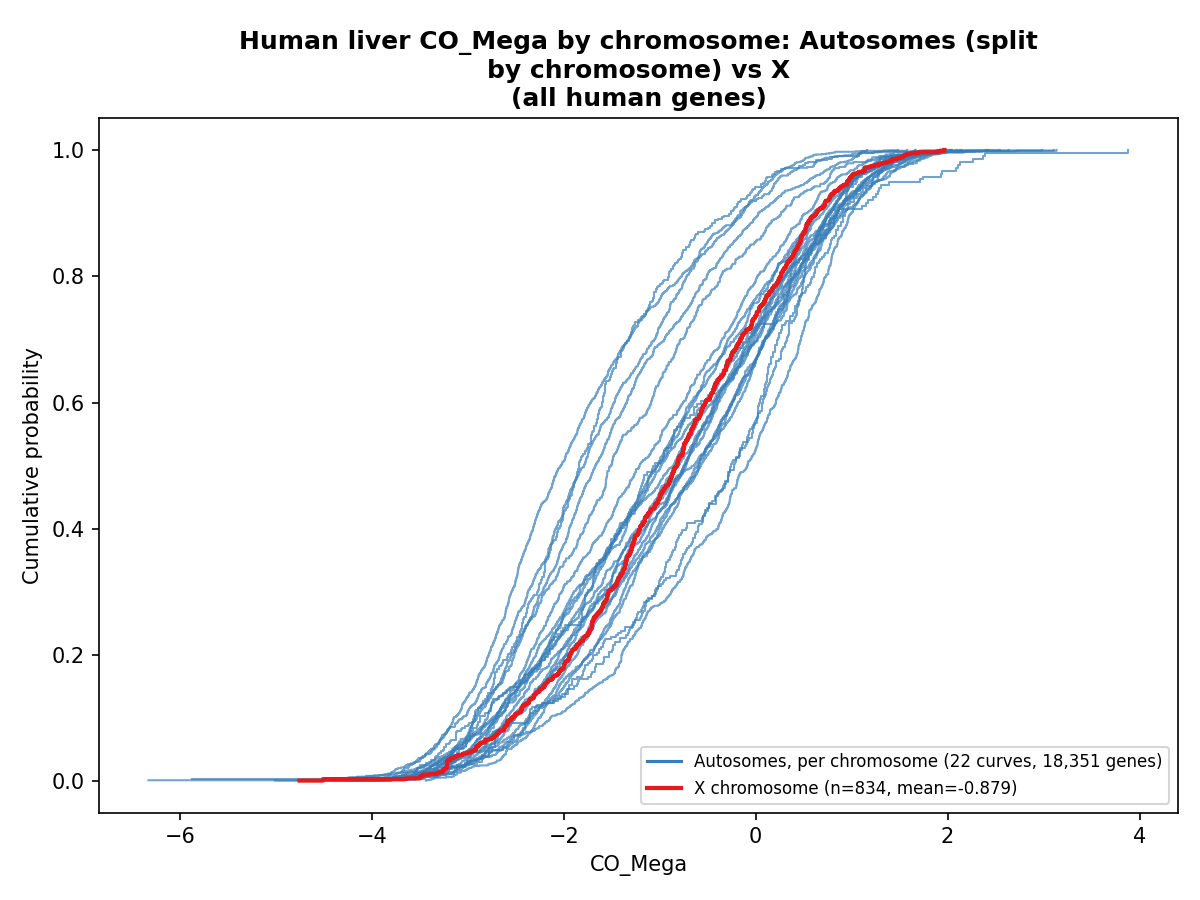 Human liver CO_Mega by chromosome: Autosomes (split
by chromosome) vs X
(all human genes)
Cumulative probability
1.0
0.8
0.6
0.4
0.2
0.0
Autosomes, per chromosome (22 curves, 18,351 genes)
X chromosome (n=834, mean=-0.879)
−6
−4
−2
0
2
4
CO_Mega